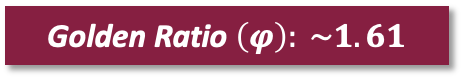 Golden Ratio (φ): ~1.61